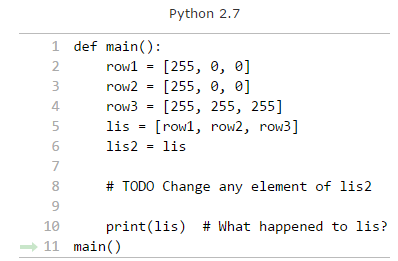 Python 2.7
1 def main():
2     row1 = [255, 0, 0]
3     row2 = [255, 0, 0]
4     row3 = [255, 255, 255]
5     lis = [row1, row2, row3]
6     lis2 = lis
7
8     # TODO Change any element of lis2
9
10     print(lis)  # What happened to lis?
11 main()